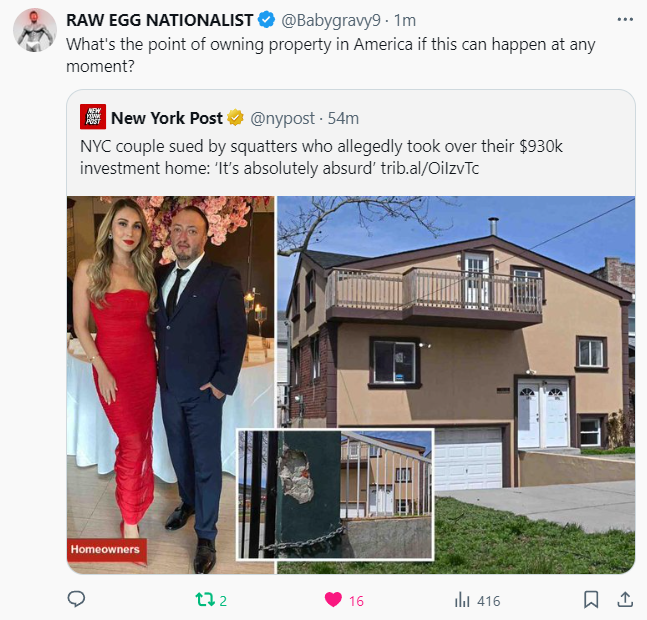 RAW EGG NATIONALIST @Babygravy9 · 1m
What's the point of owning property in America if this can happen at any
moment?
NEW
YORK
POST
New York Post @nypost · 54m
NYC couple sued by squatters who allegedly took over their $930k
investment home: ‘It’s absolutely absurd’ trib.al/OiIzvTc
Homeowners
2
16
416